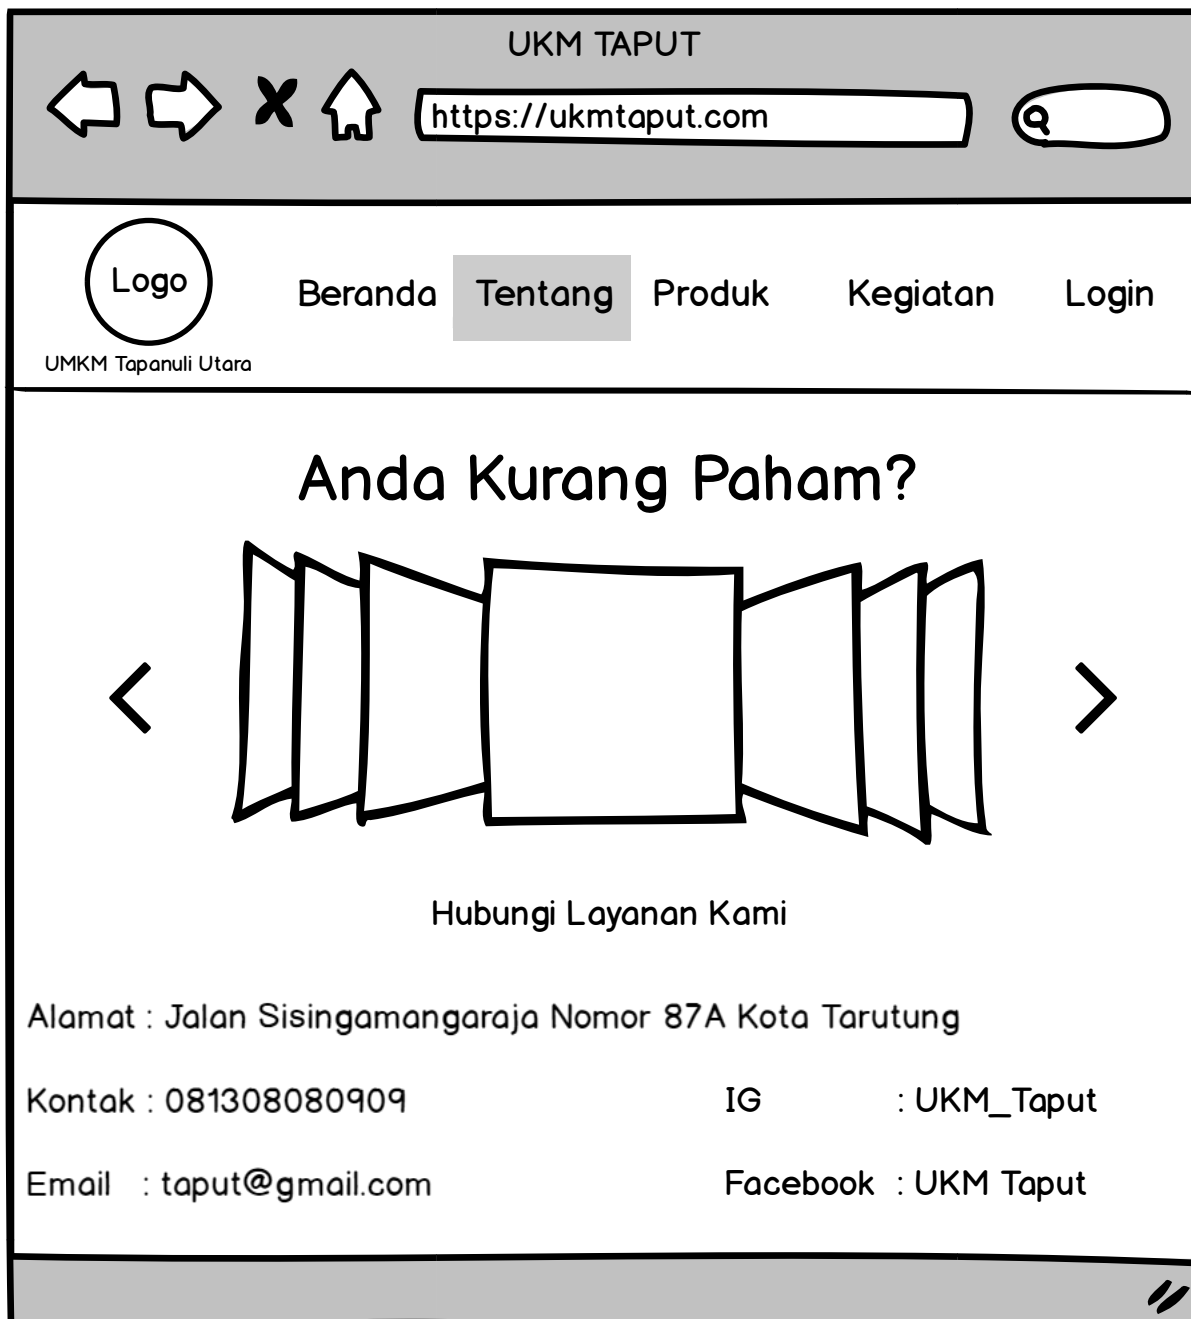 UKM TAPUT
https://ukmtaput.com
Logo
UMKM Tapanuli Utara
Beranda Tentang Produk Kegiatan Login
Anda Kurang Paham?
Hubungi Layanan Kami
Alamat : Jalan Sisingamangaraja Nomor 87A Kota Tarutung
Kontak : 081308080909 IG : UKM_Taput
Email : taput@gmail.com Facebook : UKM Taput